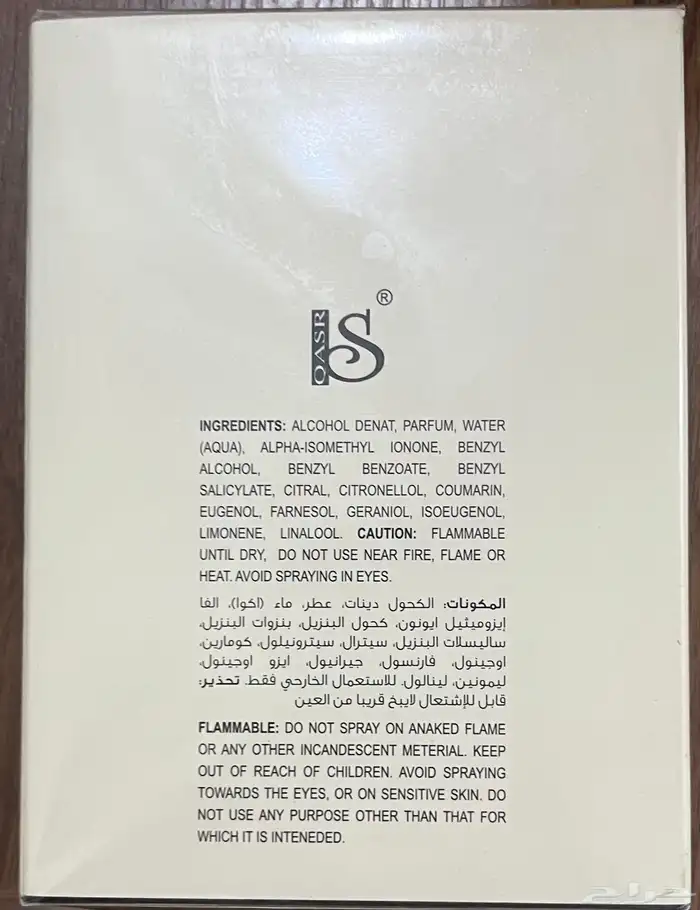 ®
QASR
S
INGREDIENTS: ALCOHOL DENAT, PARFUM, WATER
(AQUA), ALPHA-ISOMETHYL IONONE, BENZYL
ALCOHOL, BENZYL BENZOATE, BENZYL
SALICYLATE, CITRAL, CITRONELLOL, COUMARIN,
EUGENOL, FARNESOL, GERANIOL, ISOEUGENOL,
LIMONENE, LINALOOL. CAUTION: FLAMMABLE
UNTIL DRY, DO NOT USE NEAR FIRE, FLAME OR
HEAT. AVOID SPRAYING IN EYES.
المكونات: الكحول دينات، عطر، ماء (اكوا)، الفا
إيزوميثيل ايونون، كحول البنزيل، بنزوات البنزيل،
ساليسلات البنزيل، سيترال، سيترونيلول، كومارين،
اوجينول، فارنسول، جيرانيول، ايزو اوجينول،
ليمونين، لينالول. للاستعمال الخارجي فقط. تحذير:
قابل للإشتعال لايبخ قريبا من العين
FLAMMABLE: DO NOT SPRAY ON ANAKED FLAME
OR ANY OTHER INCANDESCENT METERIAL. KEEP
OUT OF REACH OF CHILDREN. AVOID SPRAYING
TOWARDS THE EYES, OR ON SENSITIVE SKIN. DO
NOT USE ANY PURPOSE OTHER THAN THAT FOR
WHICH IT IS INTENEDED.
حراج